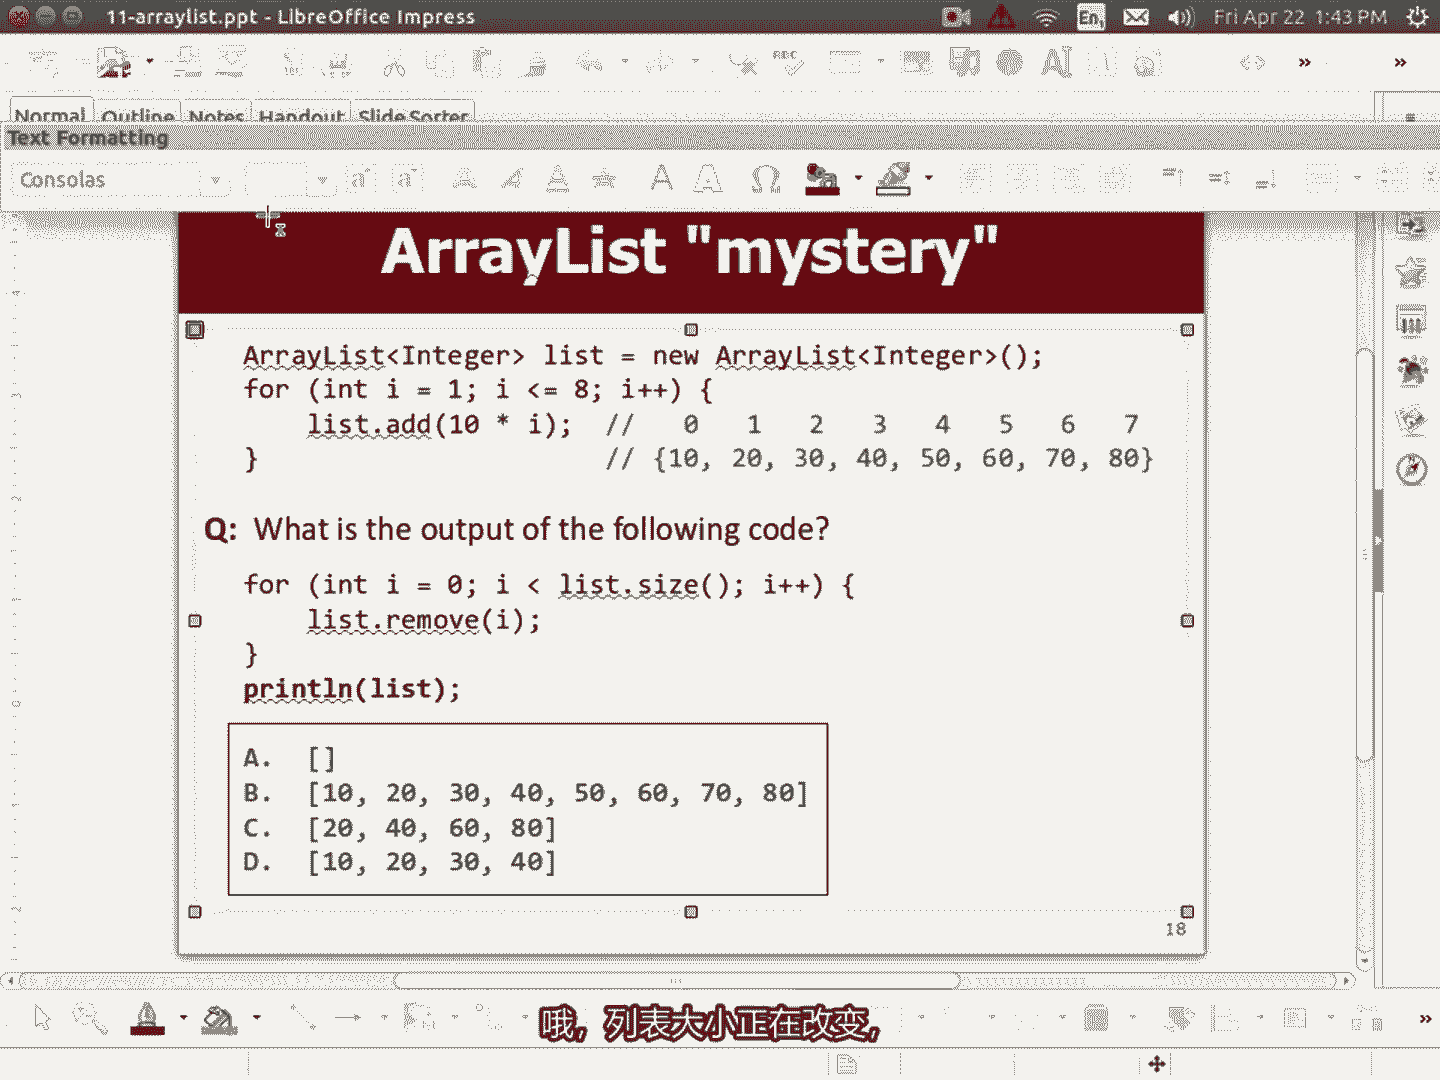 11-arraylist.ppt - LibreOffice Impress
En
Fri Apr 22 1:43 PM
ABC
Normal Outline Notes Handout Slide Sorter
Text Formatting
Consolas
ArrayList "mystery"
ArrayList<Integer> list = new ArrayList<Integer>();
for (int i = 1; i <= 8; i++) {
list.add(10 * i); // 0 1 2 3 4 5 6 7
} // {10, 20, 30, 40, 50, 60, 70, 80}
Q: What is the output of the following code?
for (int i = 0; i < list.size(); i++) {
list.remove(i);
}
println(list);
A. []
B. [10, 20, 30, 40, 50, 60, 70, 80]
C. [20, 40, 60, 80]
D. [10, 20, 30, 40]
18
哦，列表大小正在改变，